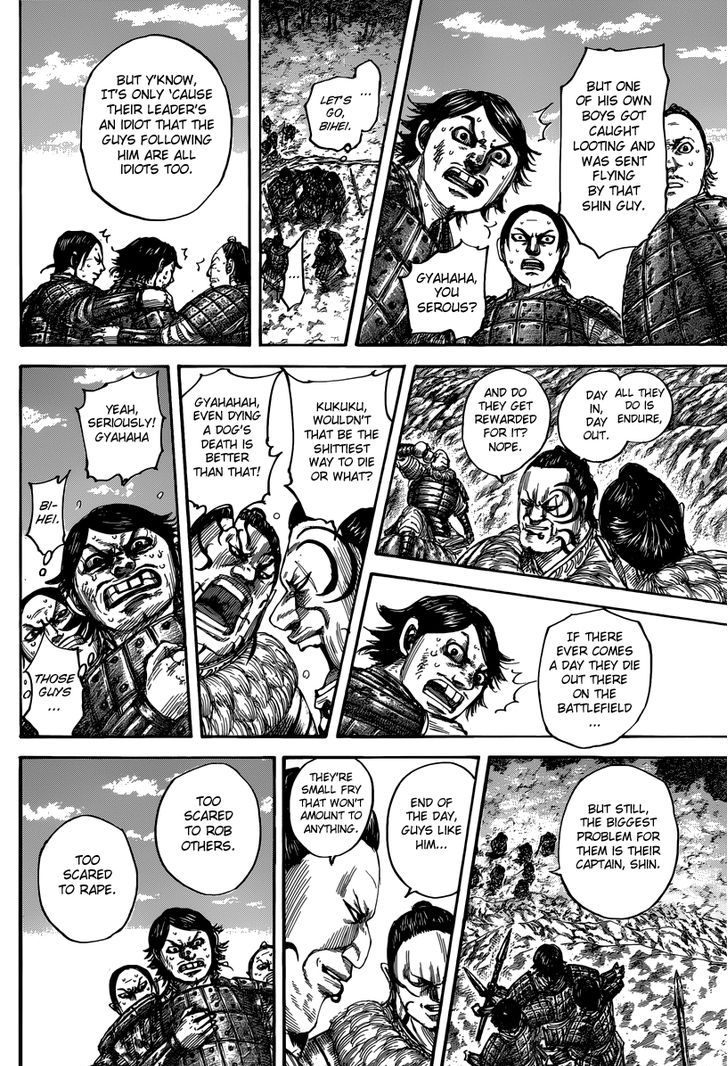 BUT ONE
OF HIS OWN
BOYS GOT
CAUGHT
LOOTING AND
WAS SENT
FLYING
BY THAT
SHIN GUY.
GYAHAHA,
YOU
SEROUS?
...
LET'S
GO,
BIHEI.
...
BUT Y'KNOW,
IT'S ONLY 'CAUSE
THEIR LEADER'S
AN IDIOT THAT THE
GUYS FOLLOWING
HIM ARE ALL
IDIOTS TOO.
ALL THEY
DO IS
ENDURE,
DAY
IN,
DAY
OUT.
AND DO
THEY GET
REWARDED
FOR IT?
NOPE.
IF THERE
EVER COMES
A DAY THEY DIE
OUT THERE
ON THE
BATTLEFIELD
...
KUKUKU,
WOULDN'T
THAT BE THE
SHITTIEST
WAY TO DIE
OR WHAT?
GYAHAHAH,
EVEN DYING
A DOG'S
DEATH IS
BETTER
THAN THAT!
YEAH,
SERIOUSLY!
GYAHAHA
BI-
HEI.
THOSE
GUYS
...
BUT STILL,
THE BIGGEST
PROBLEM FOR
THEM IS THEIR
CAPTAIN, SHIN.
END OF
THE DAY,
GUYS LIKE
HIM...
THEY'RE
SMALL FRY
THAT WON'T
AMOUNT TO
ANYTHING.
TOO
SCARED
TO ROB
OTHERS.
TOO
SCARED
TO RAPE.